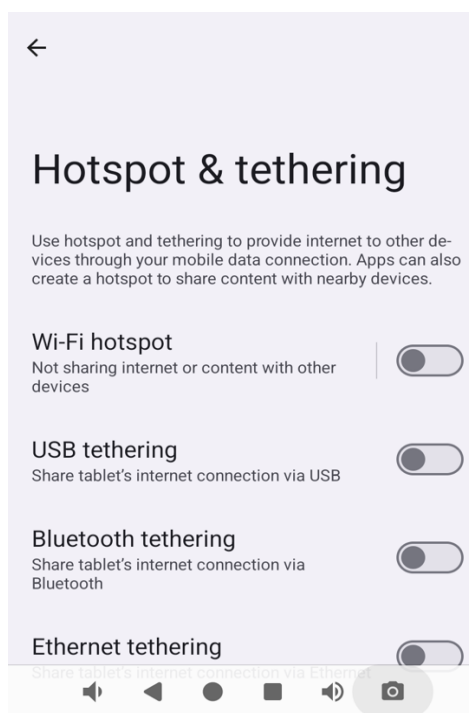 Hotspot & tethering
Use hotspot and tethering to provide internet to other de-
vices through your mobile data connection. Apps can also
create a hotspot to share content with nearby devices.
Wi-Fi hotspot
Not sharing internet or content with other
devices
USB tethering
Share tablet's internet connection via USB
Bluetooth tethering
Share tablet's internet connection via
Bluetooth
Ethernet tethering
Share tablet's internet connection via Ethernet